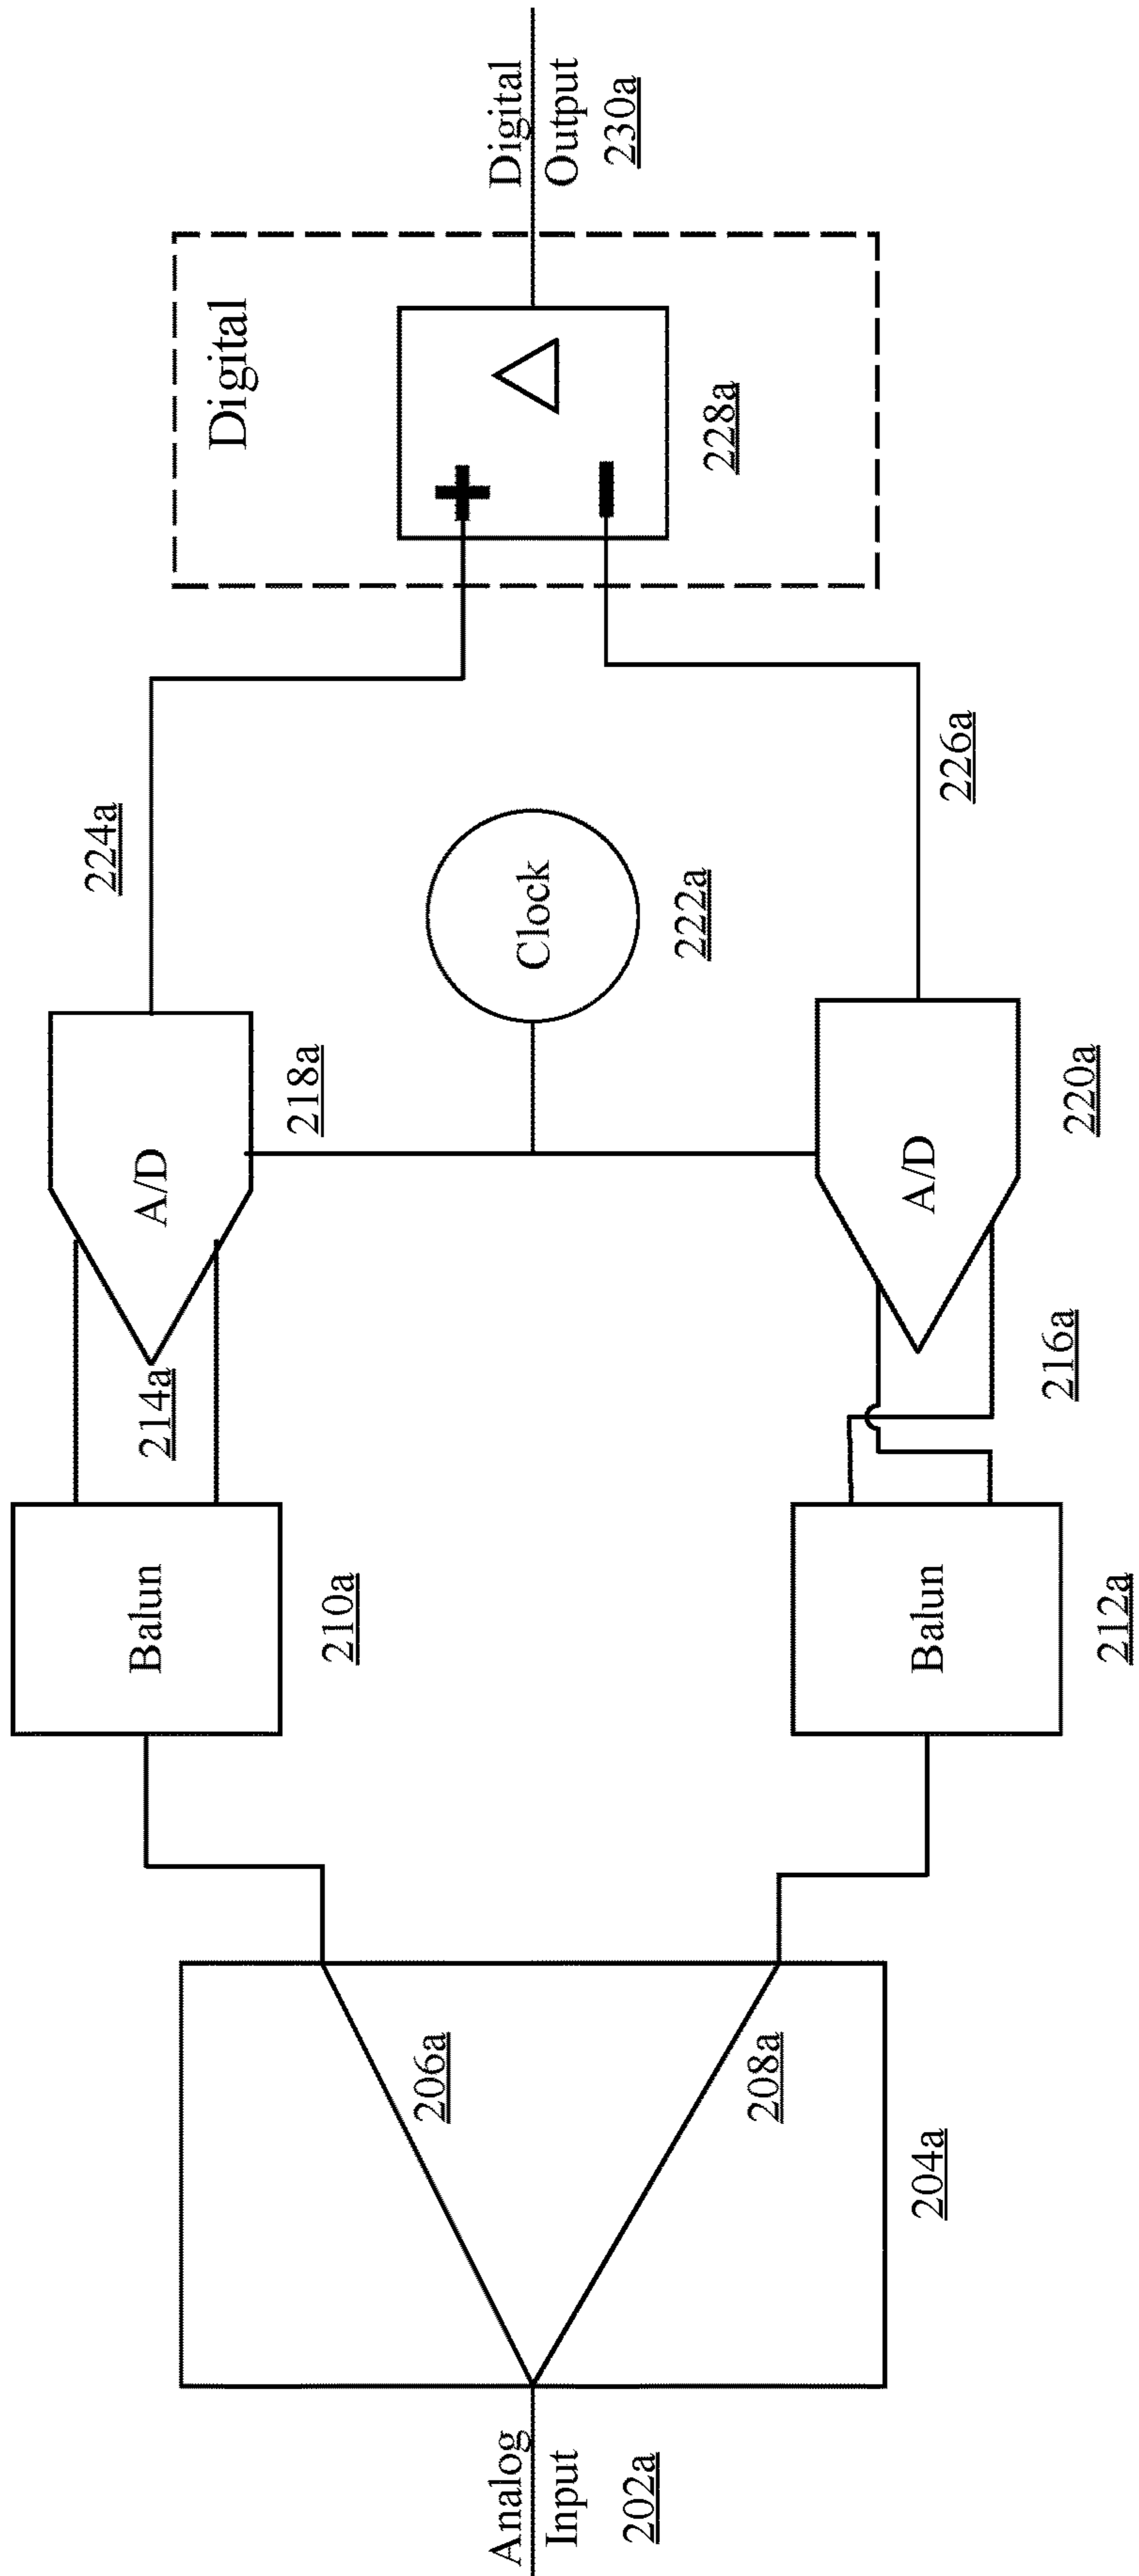 Analog
Input
202a
204a
206a
208a
Balun
210a
Balun
212a
214a
216a
A/D
218a
A/D
220a
Clock
222a
224a
226a
Digital
+
−
△
228a
Digital
Output
230a